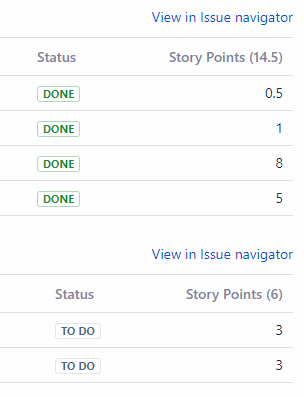 View in Issue navigator
Status Story Points (14.5)
DONE 0.5
DONE 1
DONE 8
DONE 5
View in Issue navigator
Status Story Points (6)
TO DO 3
TO DO 3